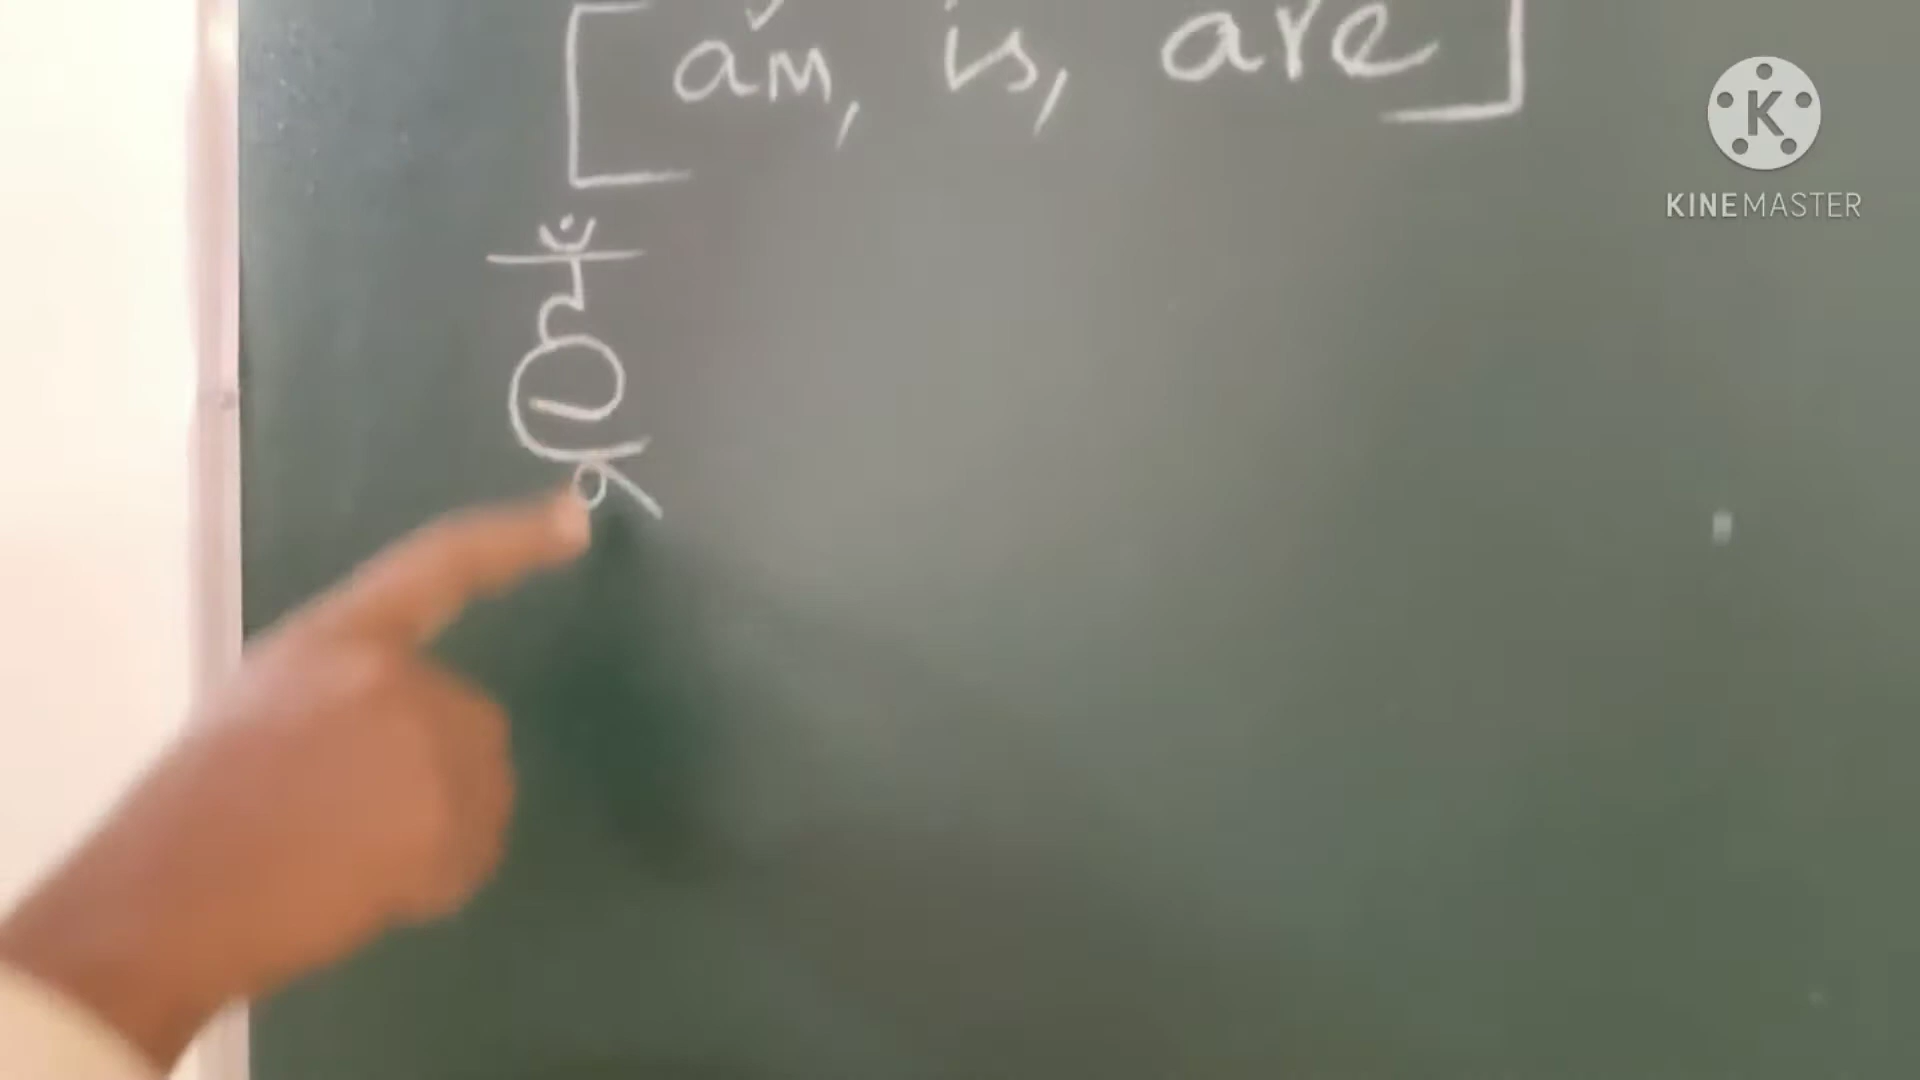 [ am, is, are ]
हूँ
K
KINEMASTER